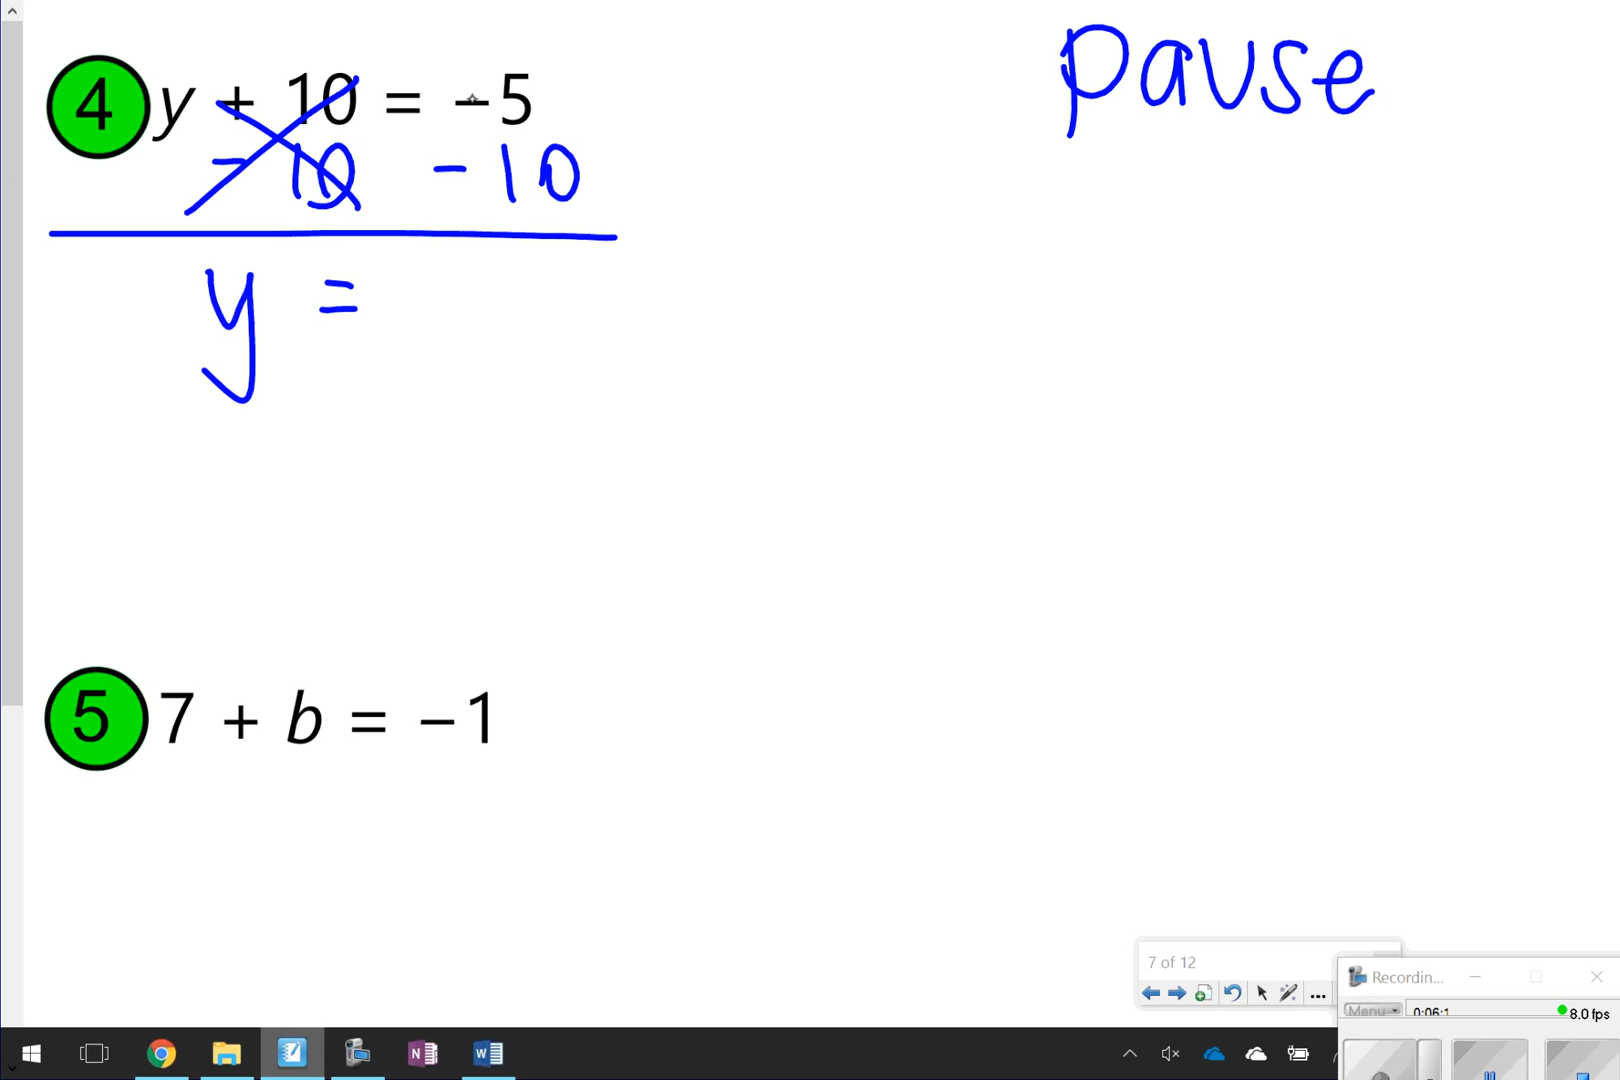 4 y + 10 = −5
pause
- 10 - 10
y =
5 7 + b = −1
7 of 12
...
Recordin...
Menu
0:06:1
8.0 fps
N
W